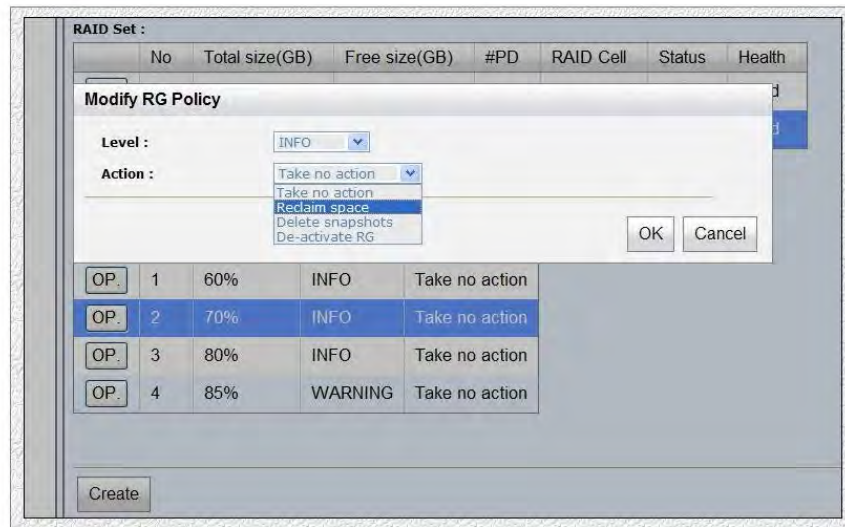 RAID Set :
No Total size(GB) Free size(GB) #PD RAID Cell Status Health
Modify RG Policy
Level : INFO
Action : Take no action
Take no action
Reclaim space
Delete snapshots
De-activate RG
OK Cancel
OP. 1 60% INFO Take no action
OP. 2 70% INFO Take no action
OP. 3 80% INFO Take no action
OP. 4 85% WARNING Take no action
Create